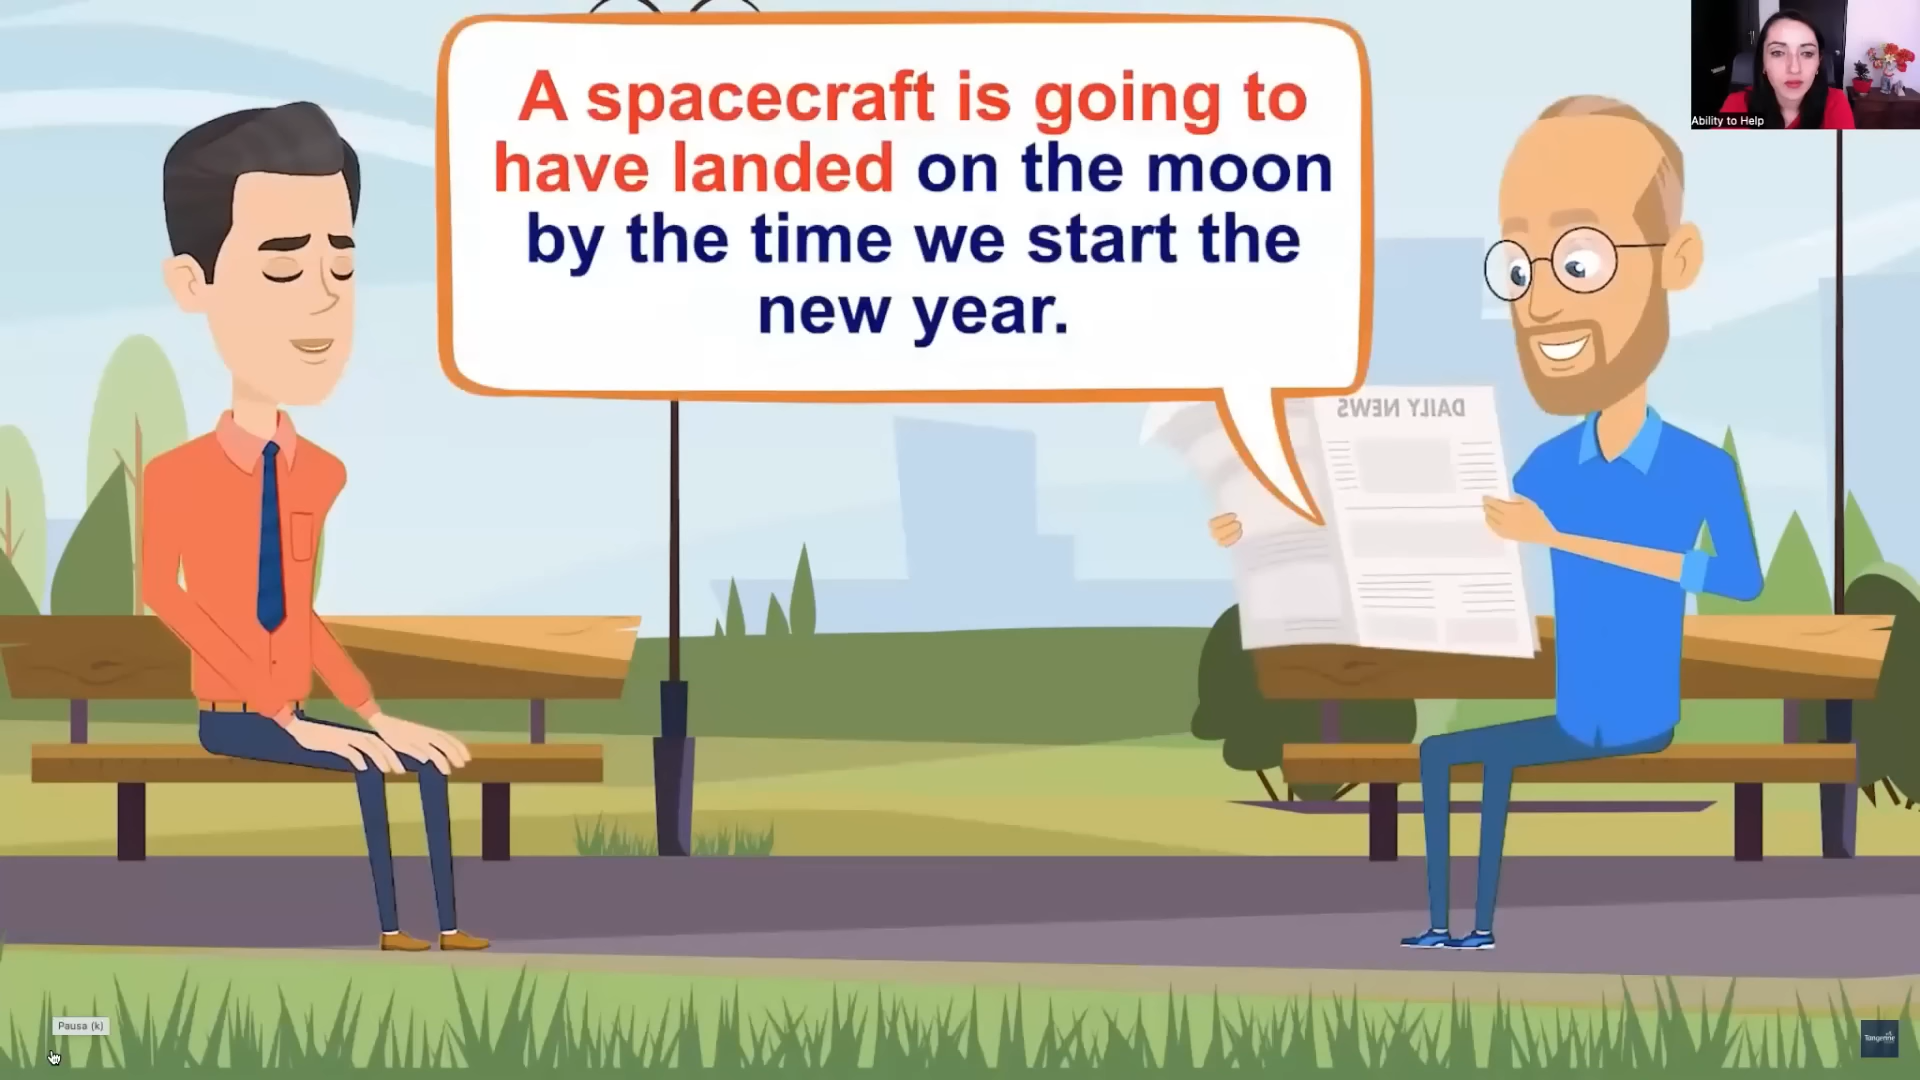 A spacecraft is going to
have landed on the moon
by the time we start the
new year.
Ability to Help
DAILY NEWS
Pausa (k)
Tangerine